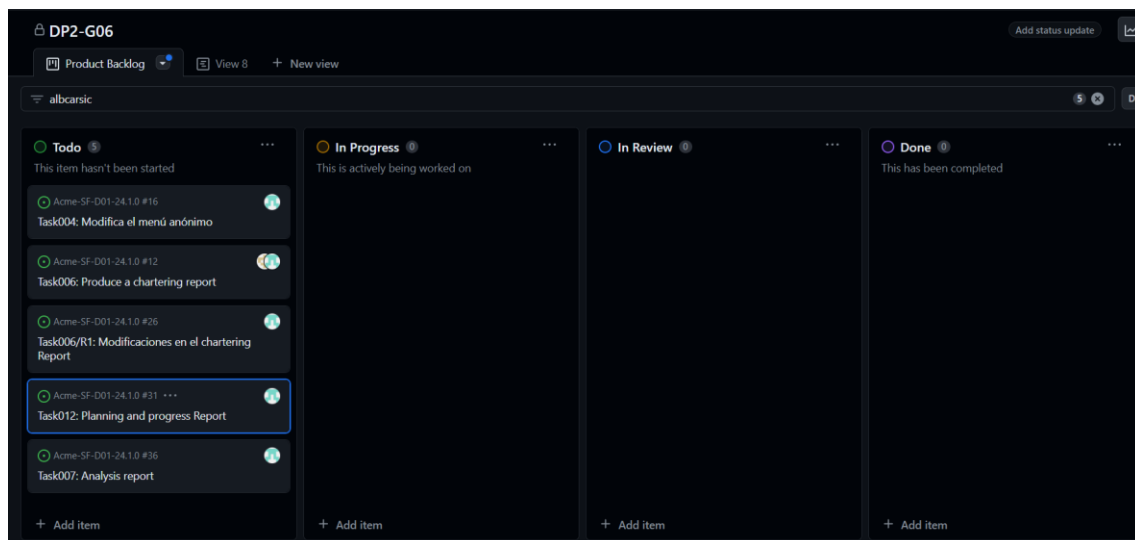 DP2-G06
Add status update
Product Backlog
View 8
+ New view
albcarsic
5
D
Todo 5
This item hasn't been started
Acme-SF-D01-24.1.0 #16
Task004: Modifica el menú anónimo
Acme-SF-D01-24.1.0 #12
Task006: Produce a chartering report
Acme-SF-D01-24.1.0 #26
Task006/R1: Modificaciones en el chartering
Report
Acme-SF-D01-24.1.0 #31 ···
Task012: Planning and progress Report
Acme-SF-D01-24.1.0 #36
Task007: Analysis report
+ Add item
In Progress 0
This is actively being worked on
+ Add item
In Review 0
+ Add item
Done 0
This has been completed
+ Add item